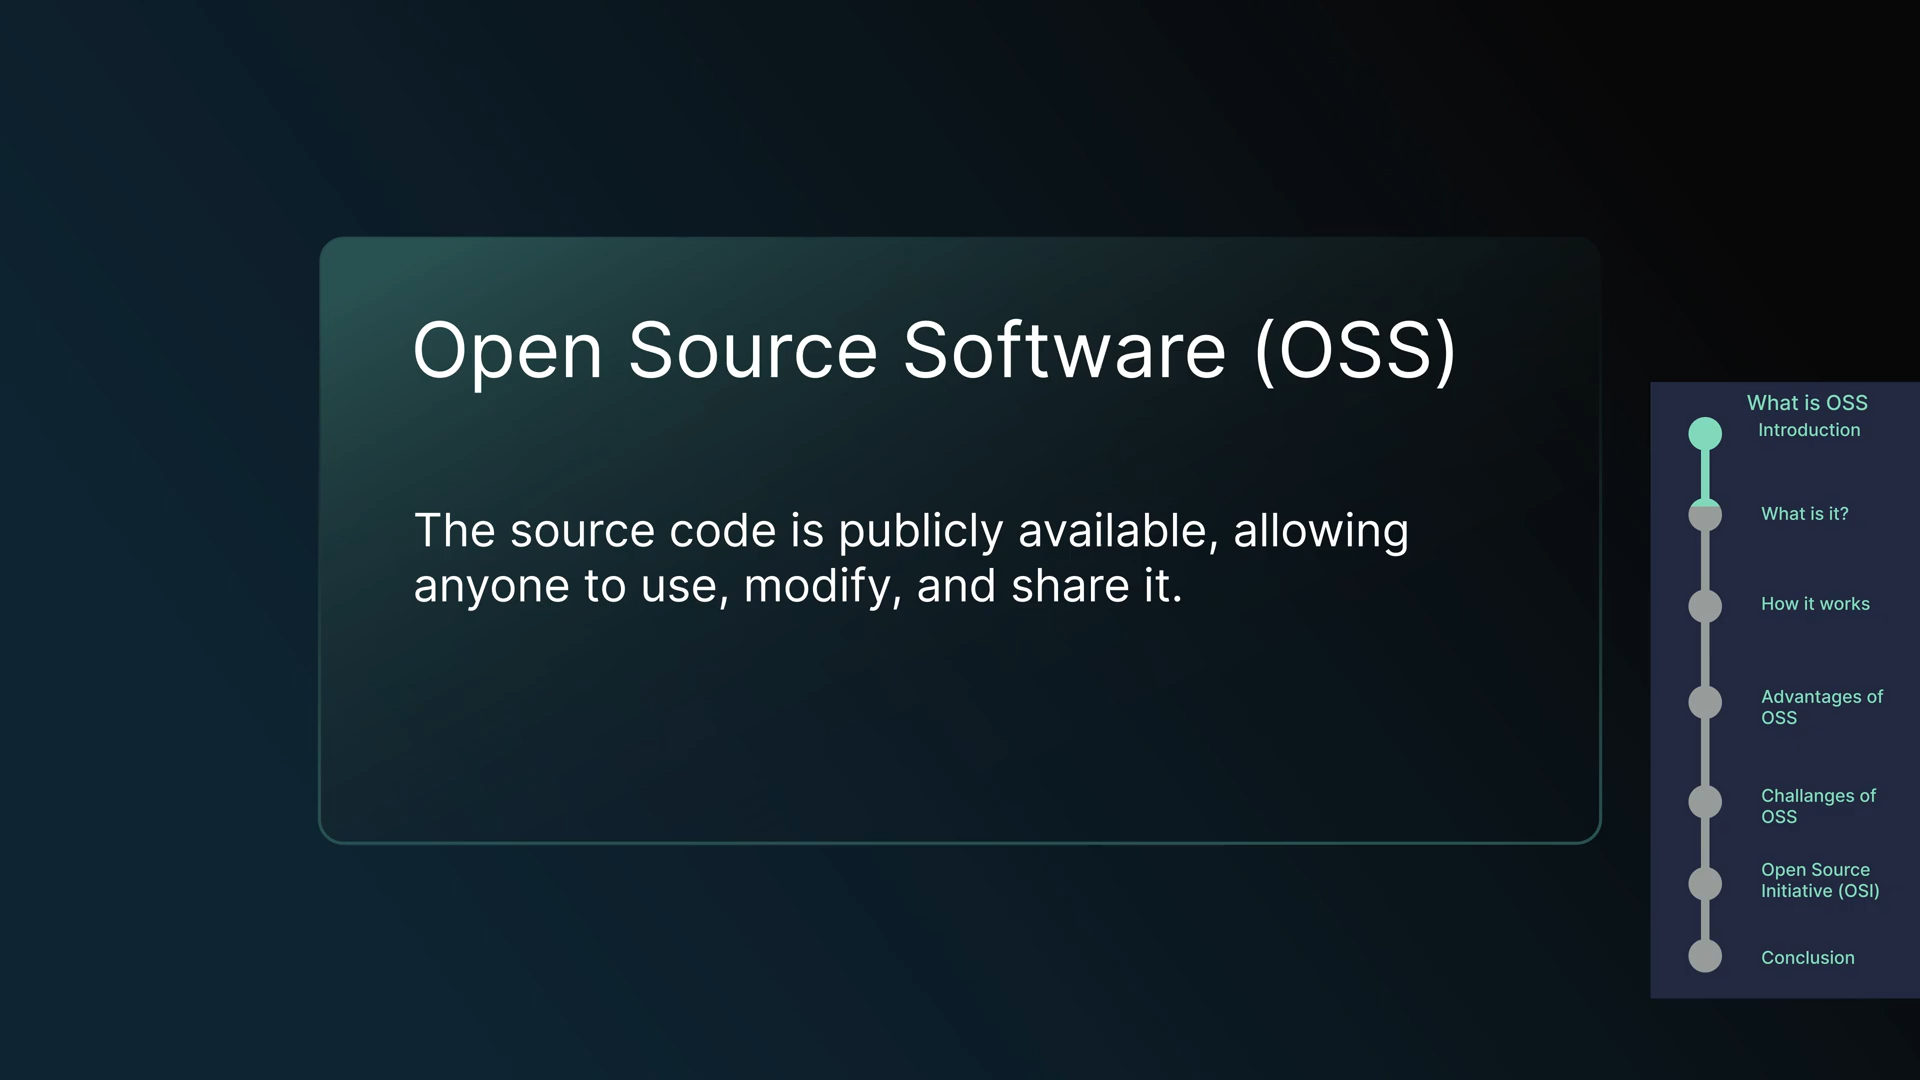 Open Source Software (OSS)
The source code is publicly available, allowing
anyone to use, modify, and share it.
What is OSS
Introduction
What is it?
How it works
Advantages of
OSS
Challanges of
OSS
Open Source
Initiative (OSI)
Conclusion